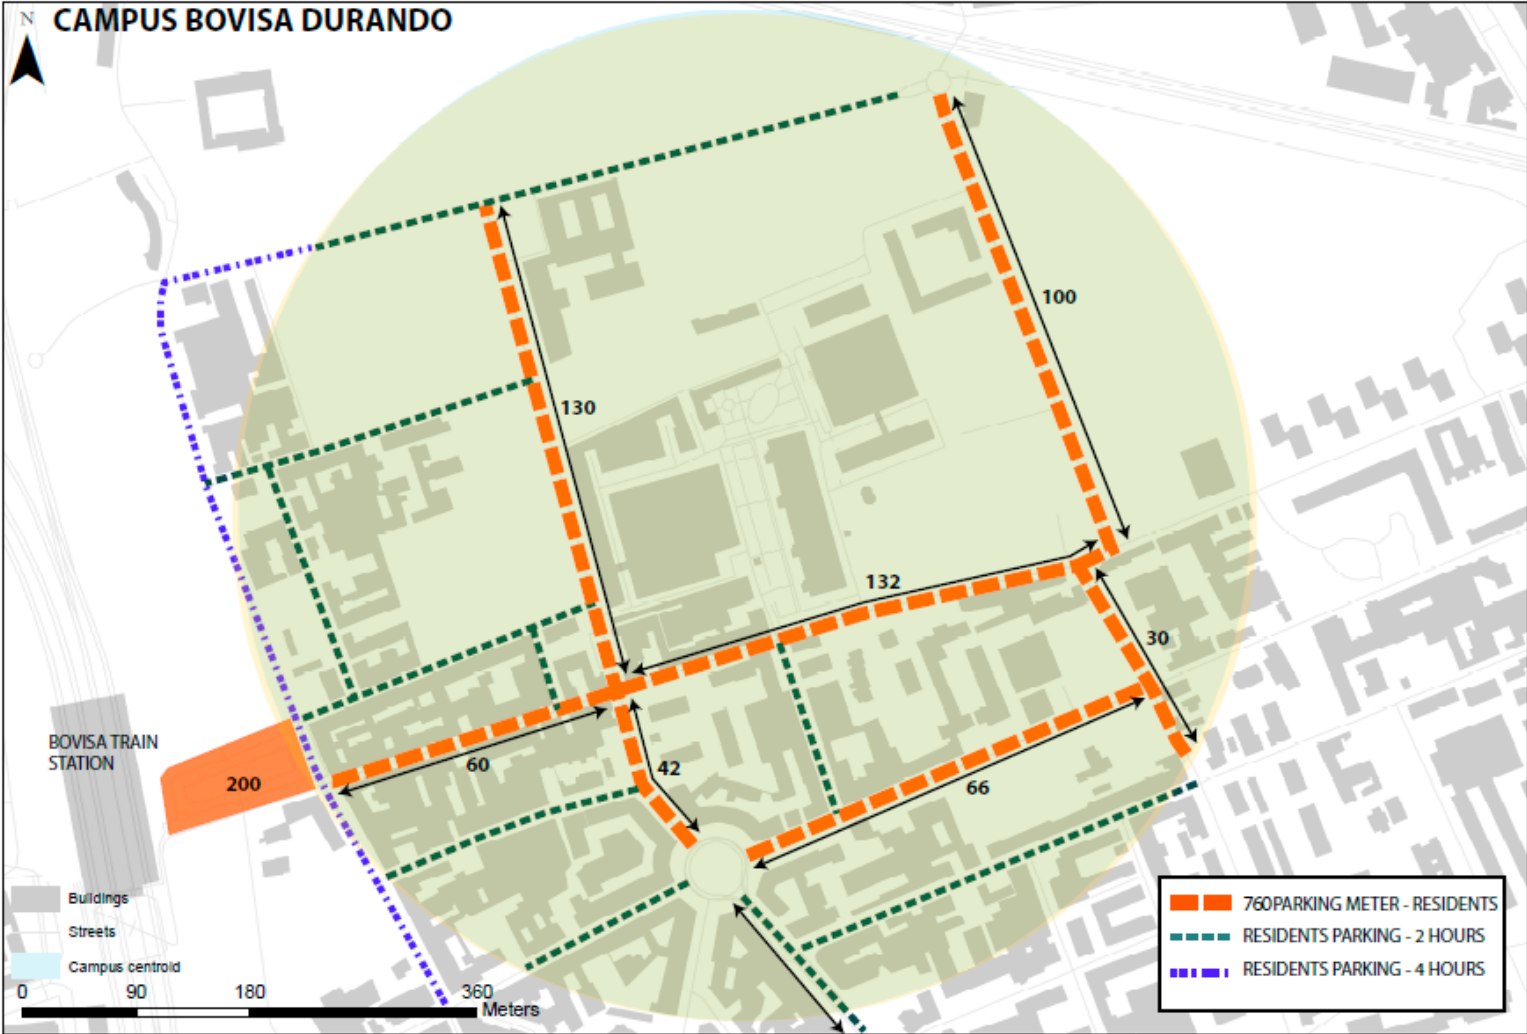 N
CAMPUS BOVISA DURANDO
100
130
132
30
BOVISA TRAIN
STATION
200
60
42
66
Buildings
Streets
Campus centroid
0 90 180 360
Meters
760PARKING METER - RESIDENTS
RESIDENTS PARKING - 2 HOURS
RESIDENTS PARKING - 4 HOURS